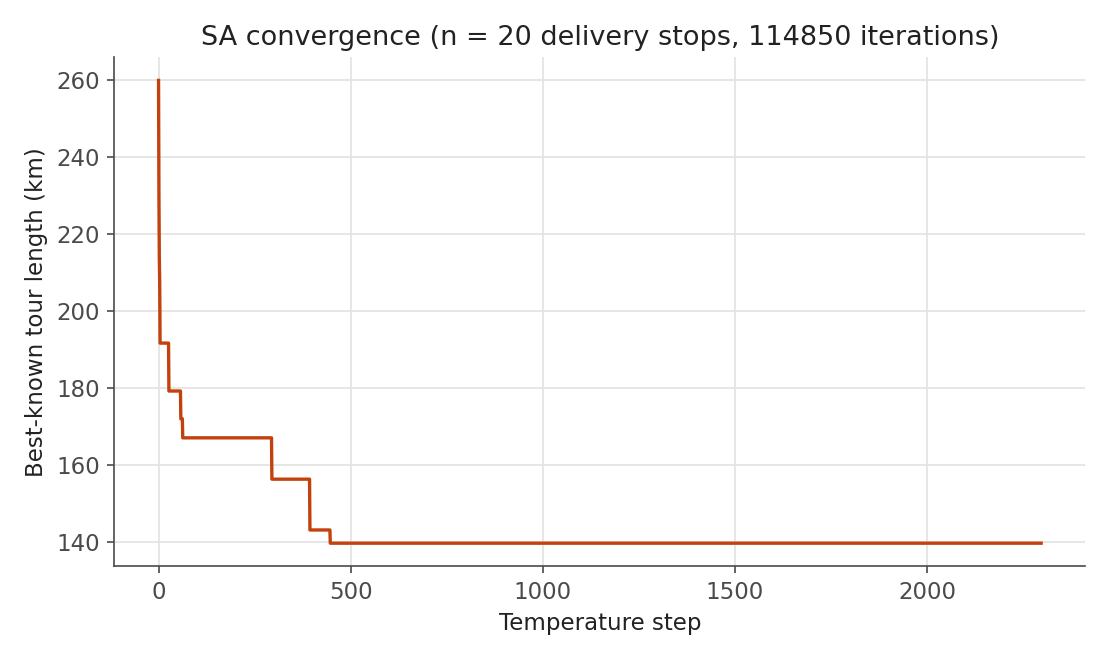 SA convergence (n = 20 delivery stops, 114850 iterations)
Best-known tour length (km)
260
240
220
200
180
160
140
0 500 1000 1500 2000
Temperature step